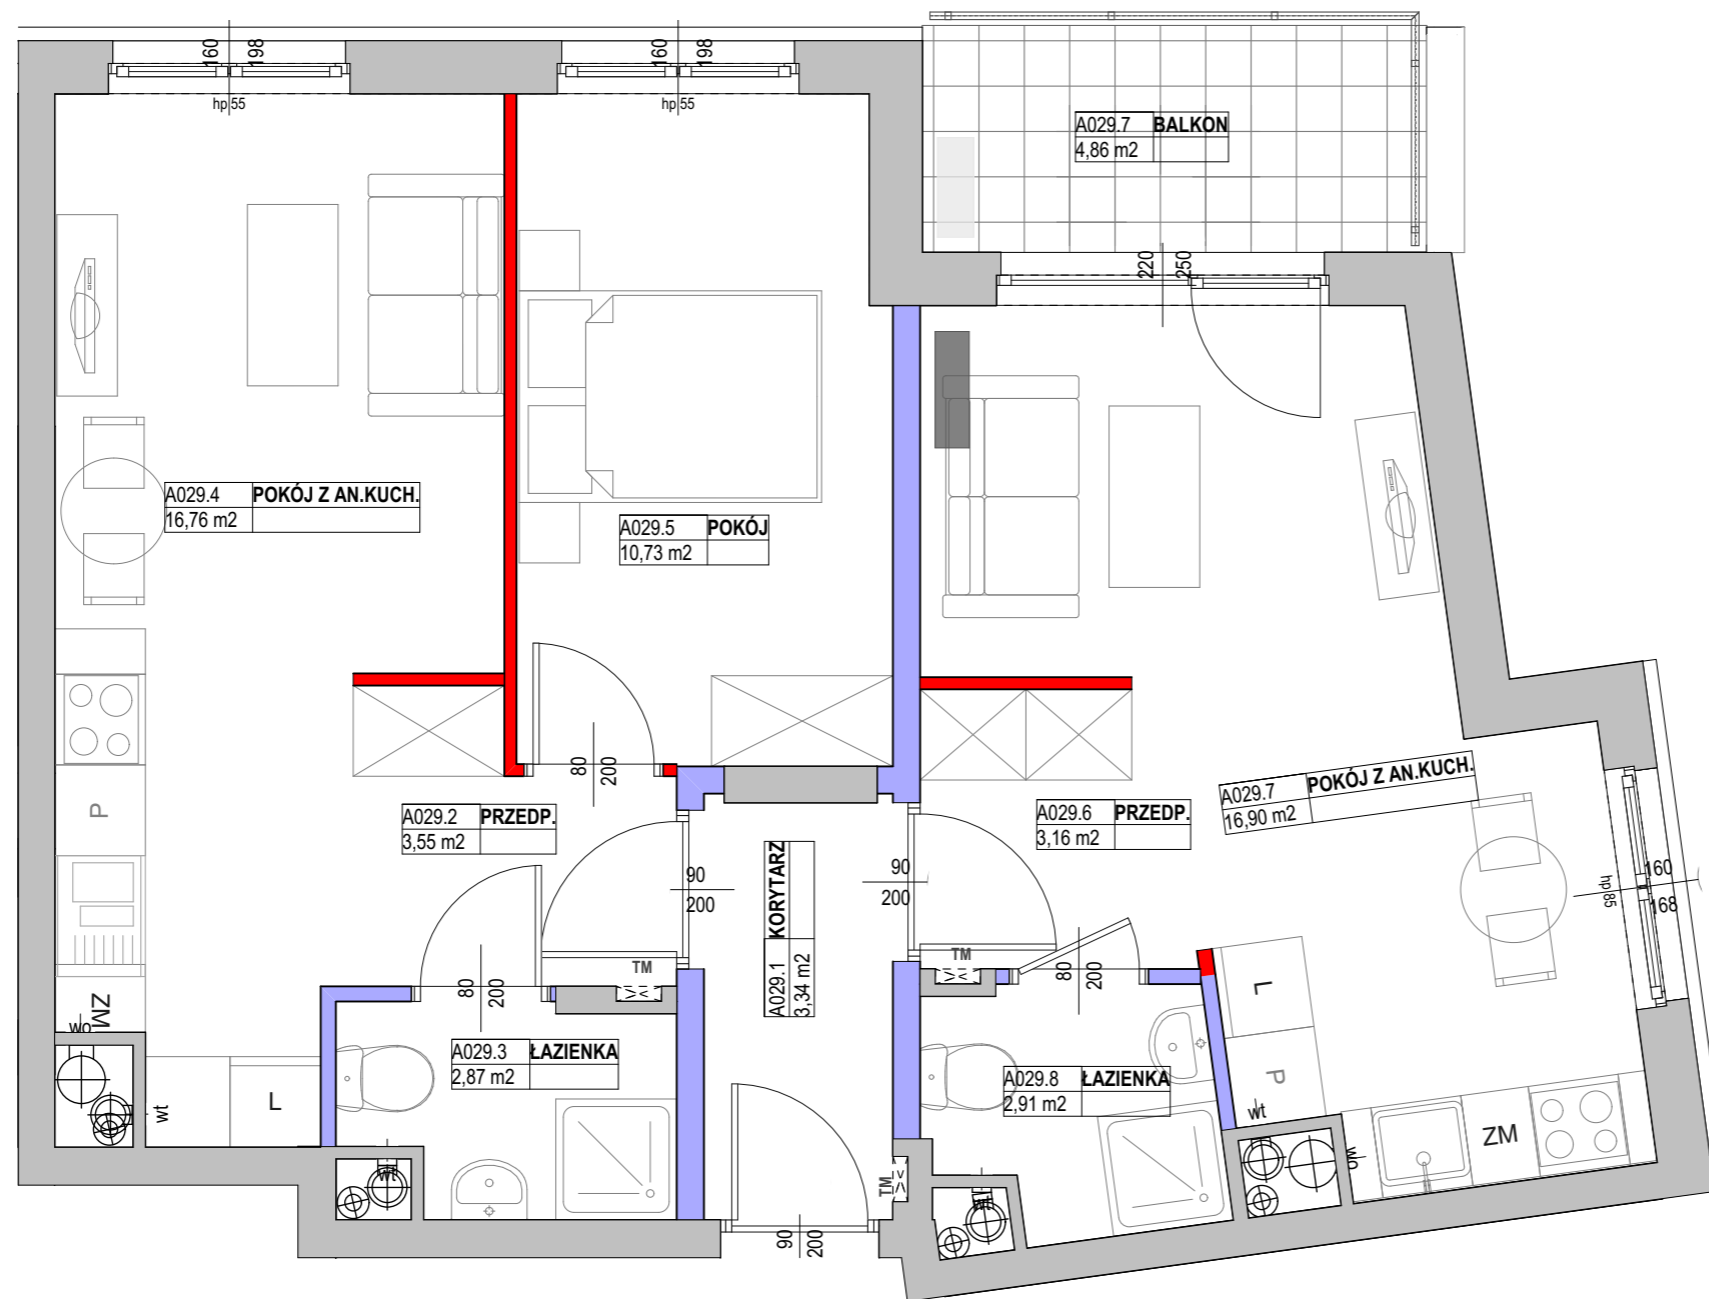 160
198
hp 55
160
198
hp 55
A029.7 BALKON
4,86 m2
220
250
A029.4 POKÓJ Z AN.KUCH.
16,76 m2
A029.5 POKÓJ
10,73 m2
80
200
A029.2 PRZEDP.
3,55 m2
A029.6 PRZEDP.
3,16 m2
A029.7 POKÓJ Z AN.KUCH.
16,90 m2
P
90
200
90
200
A029.1 KORYTARZ
3,34 m2
hp 85
160
168
TM
TM
80
200
80
200
L
ZM
wo
A029.3 ŁAZIENKA
2,87 m2
A029.8 ŁAZIENKA
2,91 m2
P
wt
L
wt
ZM
wo
wt
TM
wt
90
200